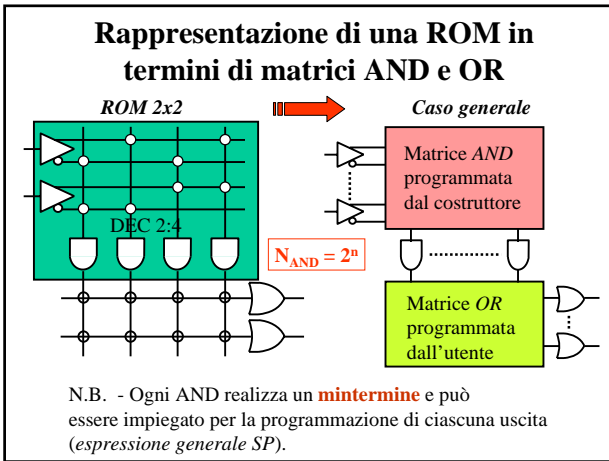 Rappresentazione di una ROM in
termini di matrici AND e OR
ROM 2x2
Caso generale
DEC 2:4
N_AND = 2^n
Matrice AND
programmata
dal costruttore
Matrice OR
programmata
dall'utente
N.B. - Ogni AND realizza un mintermine e può
essere impiegato per la programmazione di ciascuna uscita
(espressione generale SP).